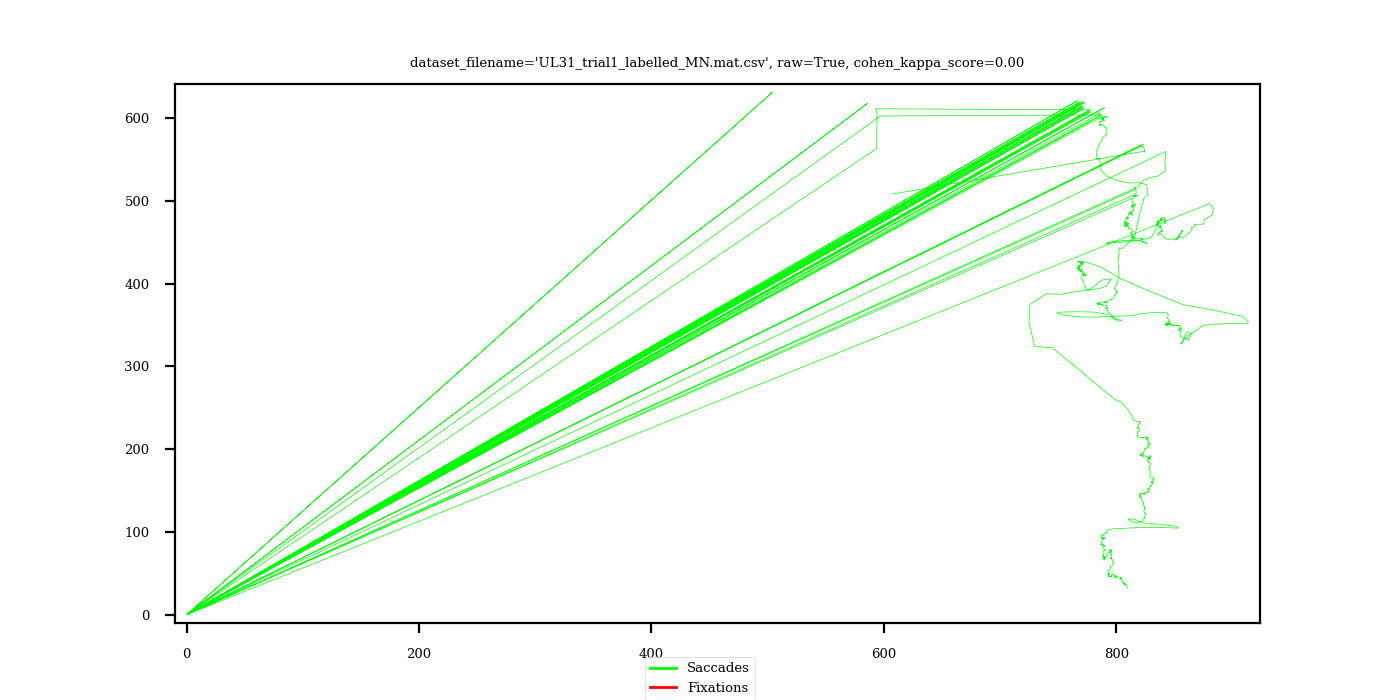 dataset_filename='UL31_trial1_labelled_MN.mat.csv', raw=True, cohen_kappa_score=0.00
600
500
400
300
200
100
0
0 200 400 600 800
Saccades
Fixations